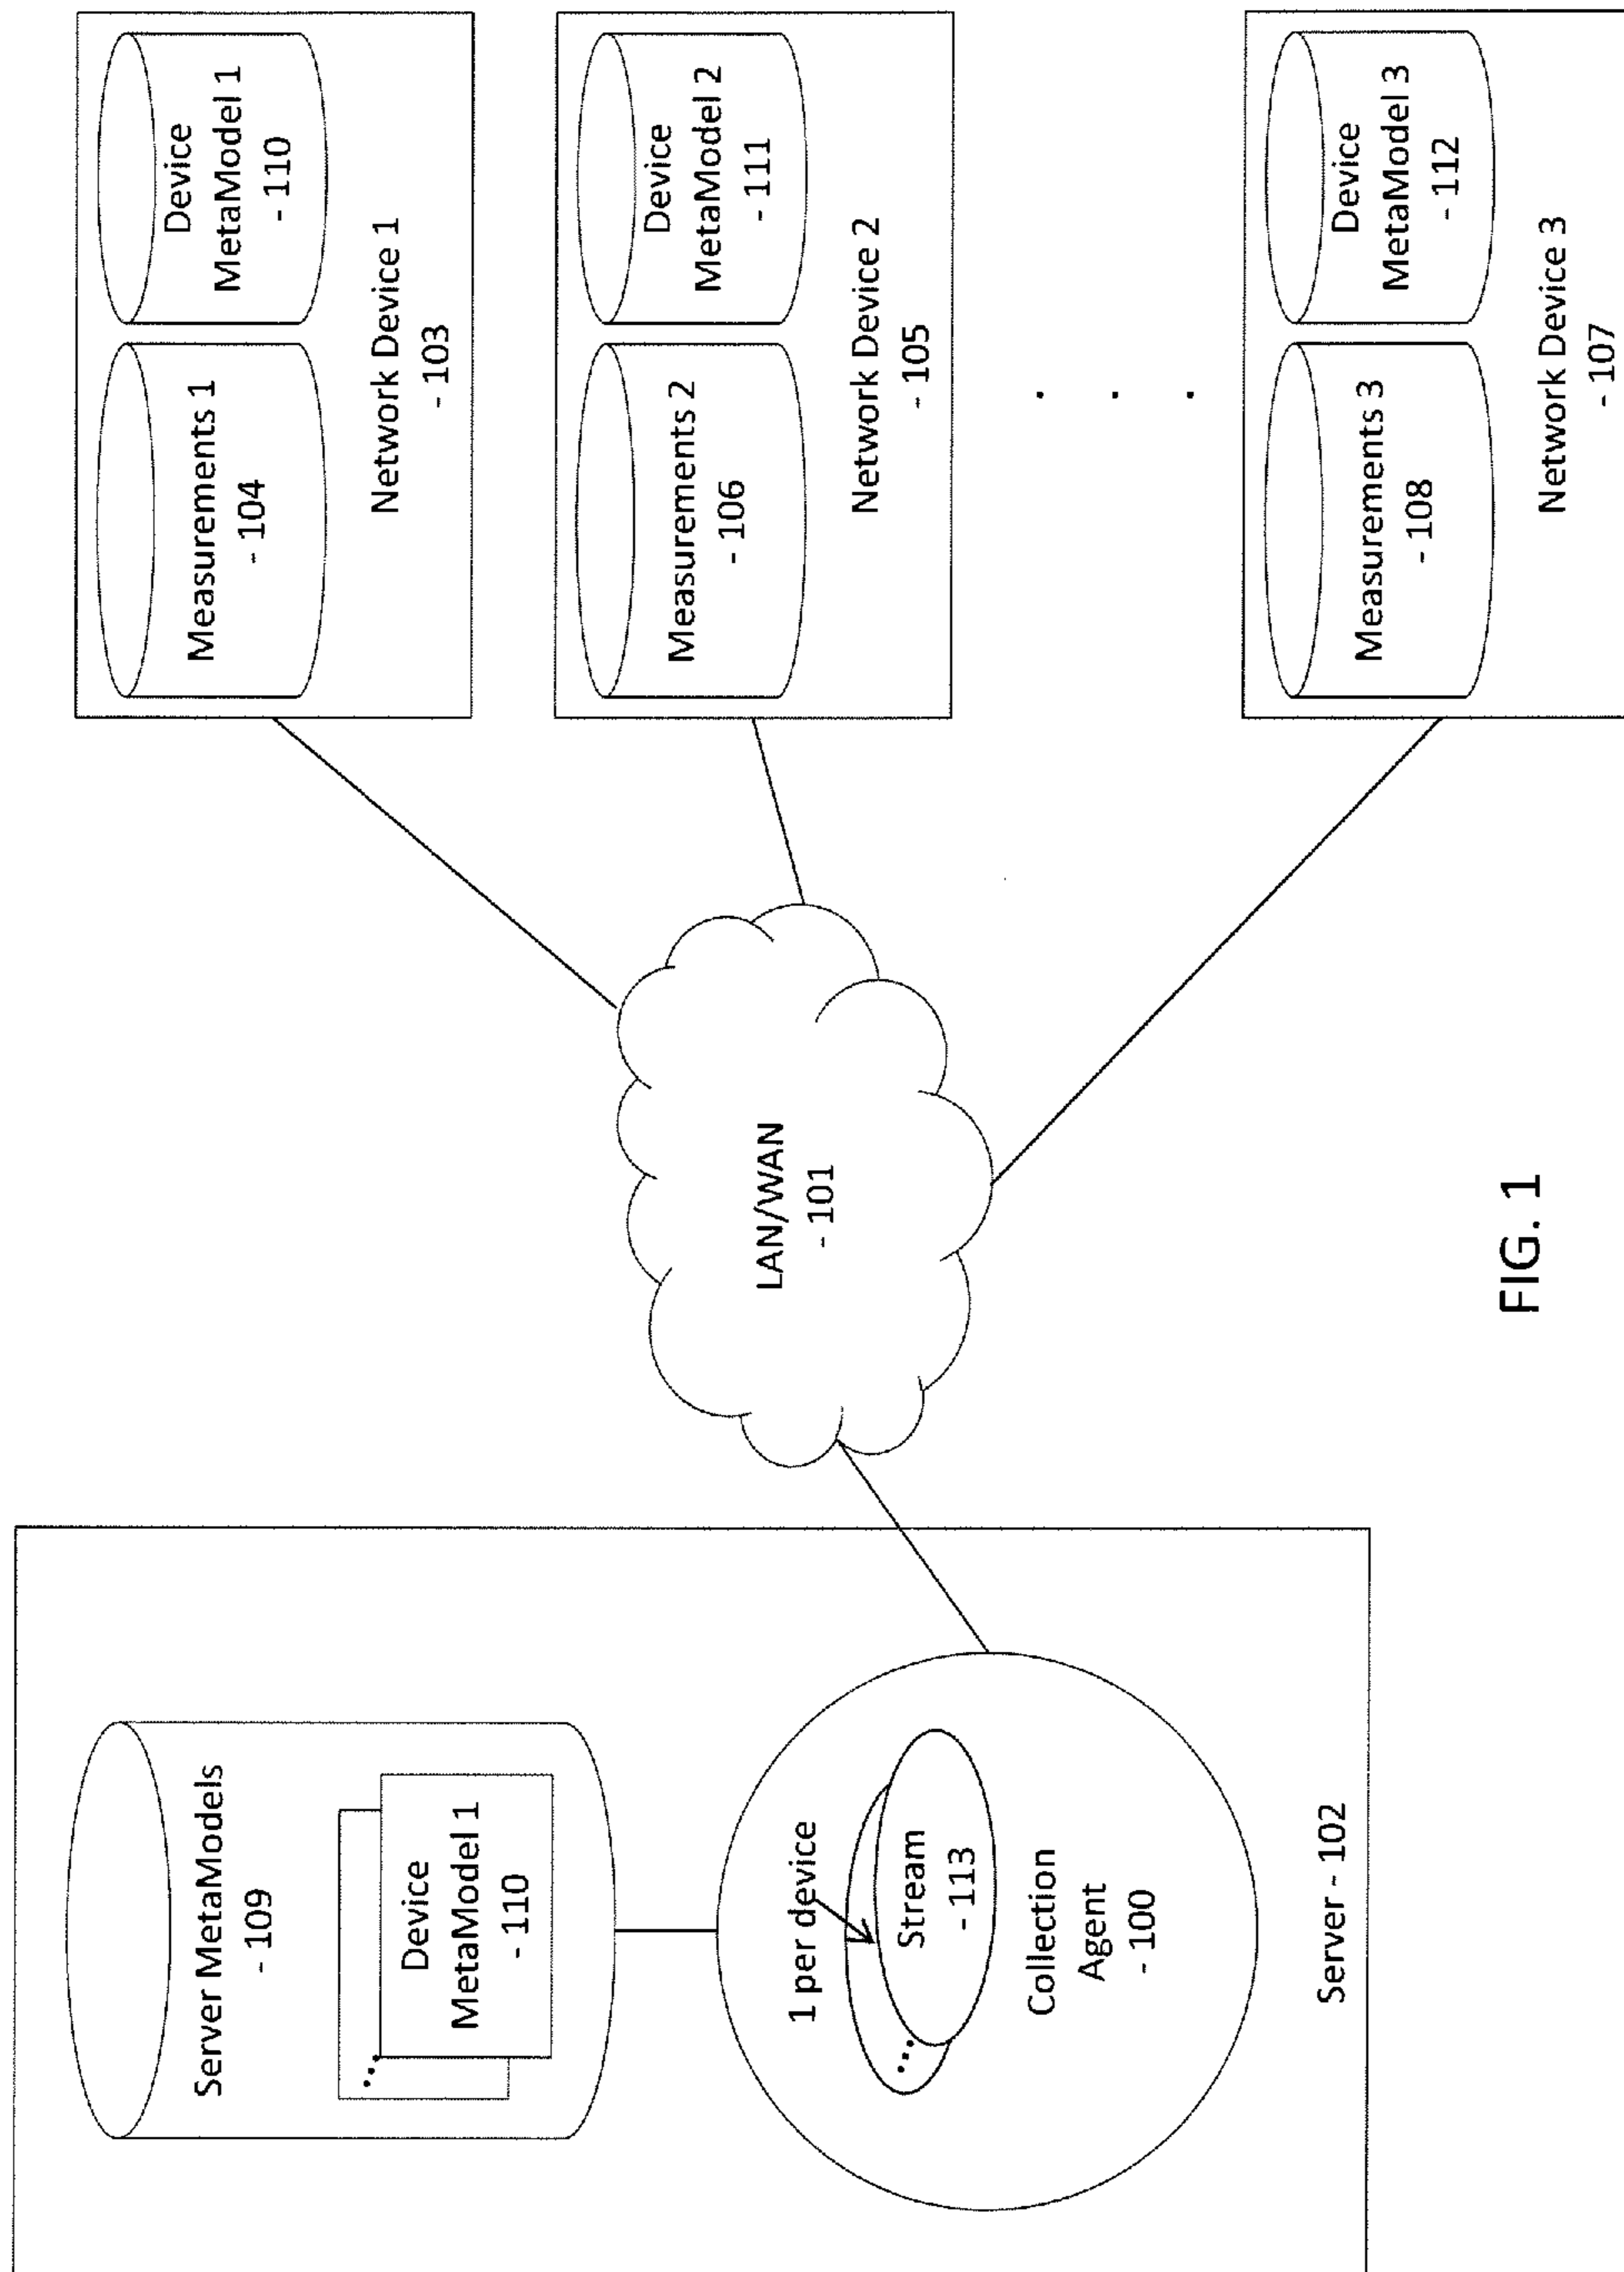 Server MetaModels
- 109
Device
MetaModel 1
- 110
...
1 per device
Stream
- 113
...
Collection
Agent
- 100
Server - 102
LAN/WAN
- 101
Measurements 1
- 104
Device
MetaModel 1
- 110
Network Device 1
- 103
Measurements 2
- 106
Device
MetaModel 2
- 111
Network Device 2
- 105
. . .
Measurements 3
- 108
Device
MetaModel 3
- 112
Network Device 3
- 107
FIG. 1